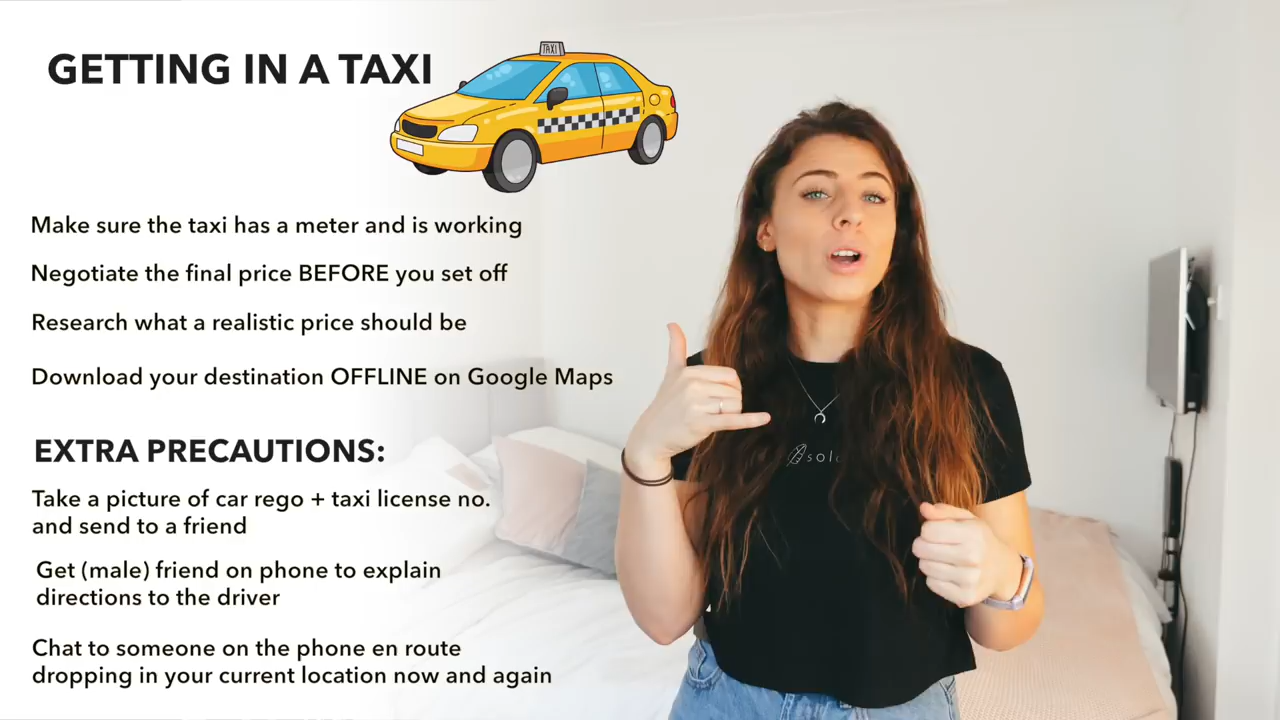 GETTING IN A TAXI
TAXI
Make sure the taxi has a meter and is working
Negotiate the final price BEFORE you set off
Research what a realistic price should be
Download your destination OFFLINE on Google Maps
EXTRA PRECAUTIONS:
Take a picture of car rego + taxi license no.
and send to a friend
Get (male) friend on phone to explain
directions to the driver
Chat to someone on the phone en route
dropping in your current location now and again